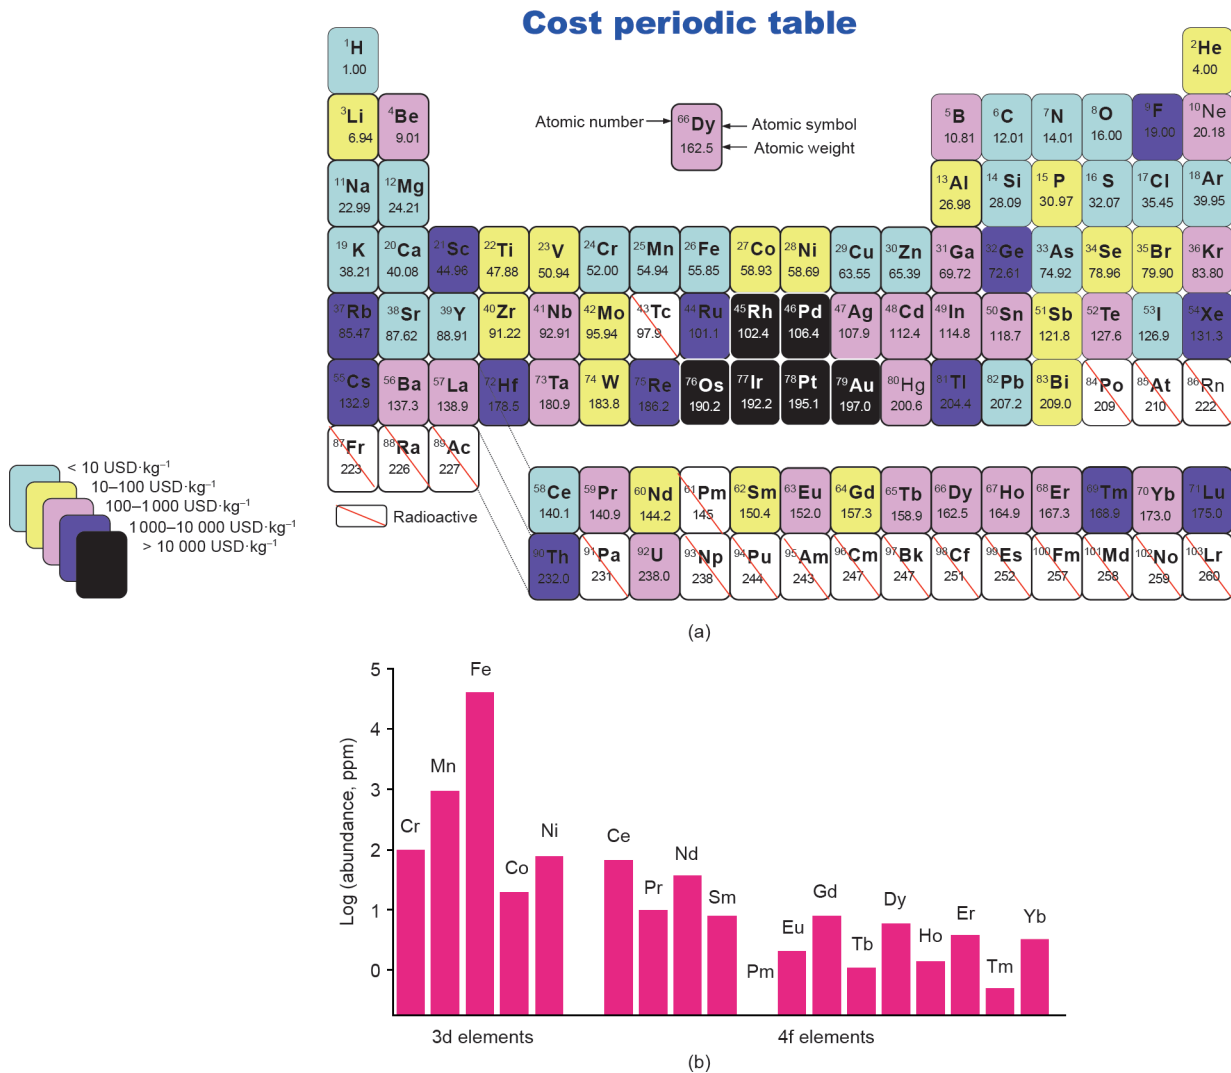 Cost periodic table
1H 2He
1.00 4.00
3Li 4Be 5B 6C 7N 8O 9F 10Ne
6.94 9.01 10.81 12.01 14.01 16.00 19.00 20.18
Atomic number 66Dy Atomic symbol
162.5 Atomic weight
11Na 12Mg 13Al 14Si 15P 16S 17Cl 18Ar
22.99 24.21 26.98 28.09 30.97 32.07 35.45 39.95
19K 20Ca 21Sc 22Ti 23V 24Cr 25Mn 26Fe 27Co 28Ni 29Cu 30Zn 31Ga 32Ge 33As 34Se 35Br 36Kr
38.21 40.08 44.96 47.88 50.94 52.00 54.94 55.85 58.93 58.69 63.55 65.39 69.72 72.61 74.92 78.96 79.90 83.80
37Rb 38Sr 39Y 40Zr 41Nb 42Mo 43Tc 44Ru 45Rh 46Pd 47Ag 48Cd 49In 50Sn 51Sb 52Te 53I 54Xe
85.47 87.62 88.91 91.22 92.91 95.94 97.9 101.1 102.4 106.4 107.9 112.4 114.8 118.7 121.8 127.6 126.9 131.3
55Cs 56Ba 57La 72Hf 73Ta 74W 75Re 76Os 77Ir 78Pt 79Au 80Hg 81Tl 82Pb 83Bi 84Po 85At 86Rn
132.9 137.3 138.9 178.5 180.9 183.8 186.2 190.2 192.2 195.1 197.0 200.6 204.4 207.2 209.0 209 210 222
87Fr 88Ra 89Ac
223 226 227
< 10 USD·kg⁻¹
10–100 USD·kg⁻¹
100–1 000 USD·kg⁻¹
1 000–10 000 USD·kg⁻¹
> 10 000 USD·kg⁻¹
Radioactive
58Ce 59Pr 60Nd 61Pm 62Sm 63Eu 64Gd 65Tb 66Dy 67Ho 68Er 69Tm 70Yb 71Lu
140.1 140.9 144.2 145 150.4 152.0 157.3 158.9 162.5 164.9 167.3 168.9 173.0 175.0
90Th 91Pa 92U 93Np 94Pu 95Am 96Cm 97Bk 98Cf 99Es 100Fm 101Md 102No 103Lr
232.0 231 238.0 238 244 243 247 247 251 252 257 258 259 260
(a)
Log (abundance, ppm)
5
4
3
2
1
0
Cr Mn Fe Co Ni Ce Pr Nd Sm Pm Eu Gd Tb Dy Ho Er Tm Yb
3d elements 4f elements
(b)